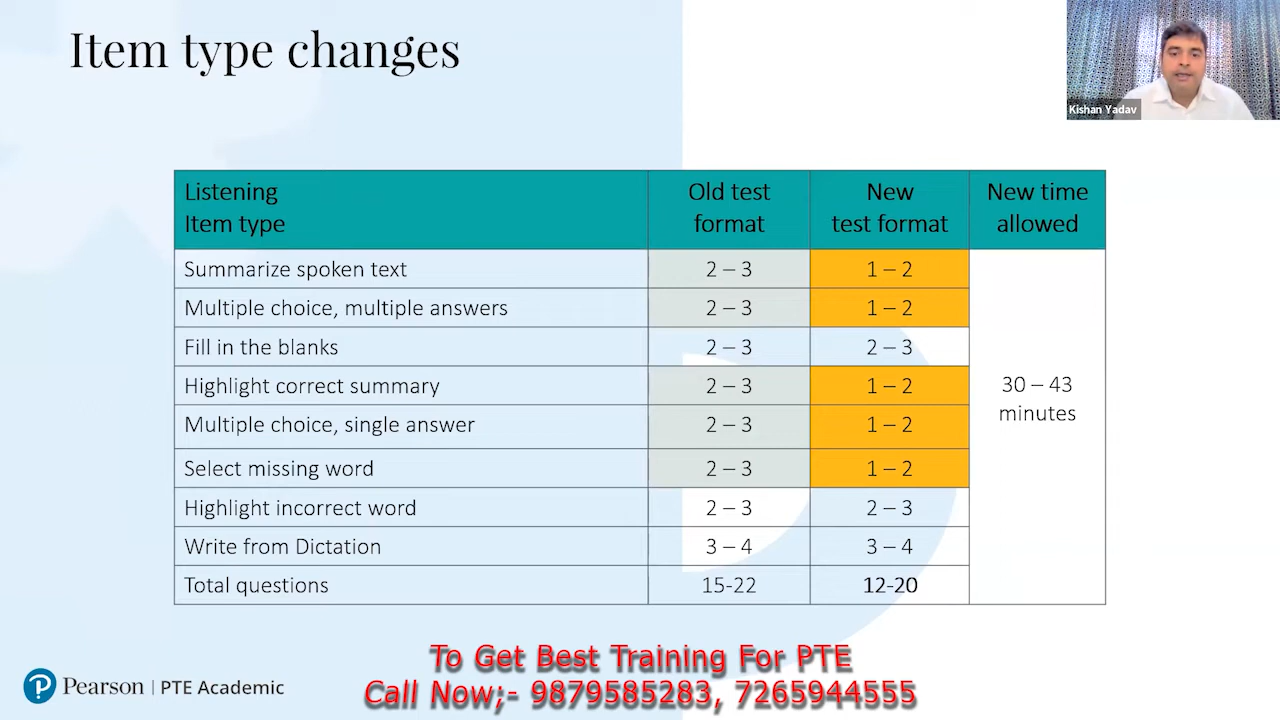 Item type changes
Kishan Yadav
Listening
Item type
Old test
format
New
test format
New time
allowed
Summarize spoken text
2 – 3
1 – 2
Multiple choice, multiple answers
2 – 3
1 – 2
Fill in the blanks
2 – 3
2 – 3
Highlight correct summary
2 – 3
1 – 2
30 – 43
minutes
Multiple choice, single answer
2 – 3
1 – 2
Select missing word
2 – 3
1 – 2
Highlight incorrect word
2 – 3
2 – 3
Write from Dictation
3 – 4
3 – 4
Total questions
15-22
12-20
To Get Best Training For PTE
Call Now;- 9879585283, 7265944555
P Pearson | PTE Academic